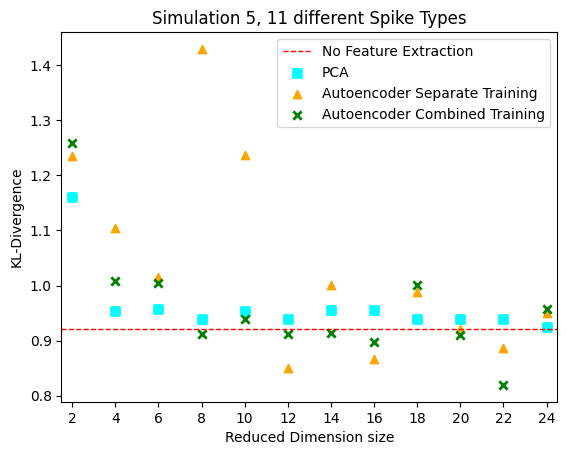 Simulation 5, 11 different Spike Types
No Feature Extraction
PCA
Autoencoder Separate Training
Autoencoder Combined Training
KL-Divergence
1.4
1.3
1.2
1.1
1.0
0.9
0.8
2 4 6 8 10 12 14 16 18 20 22 24
Reduced Dimension size